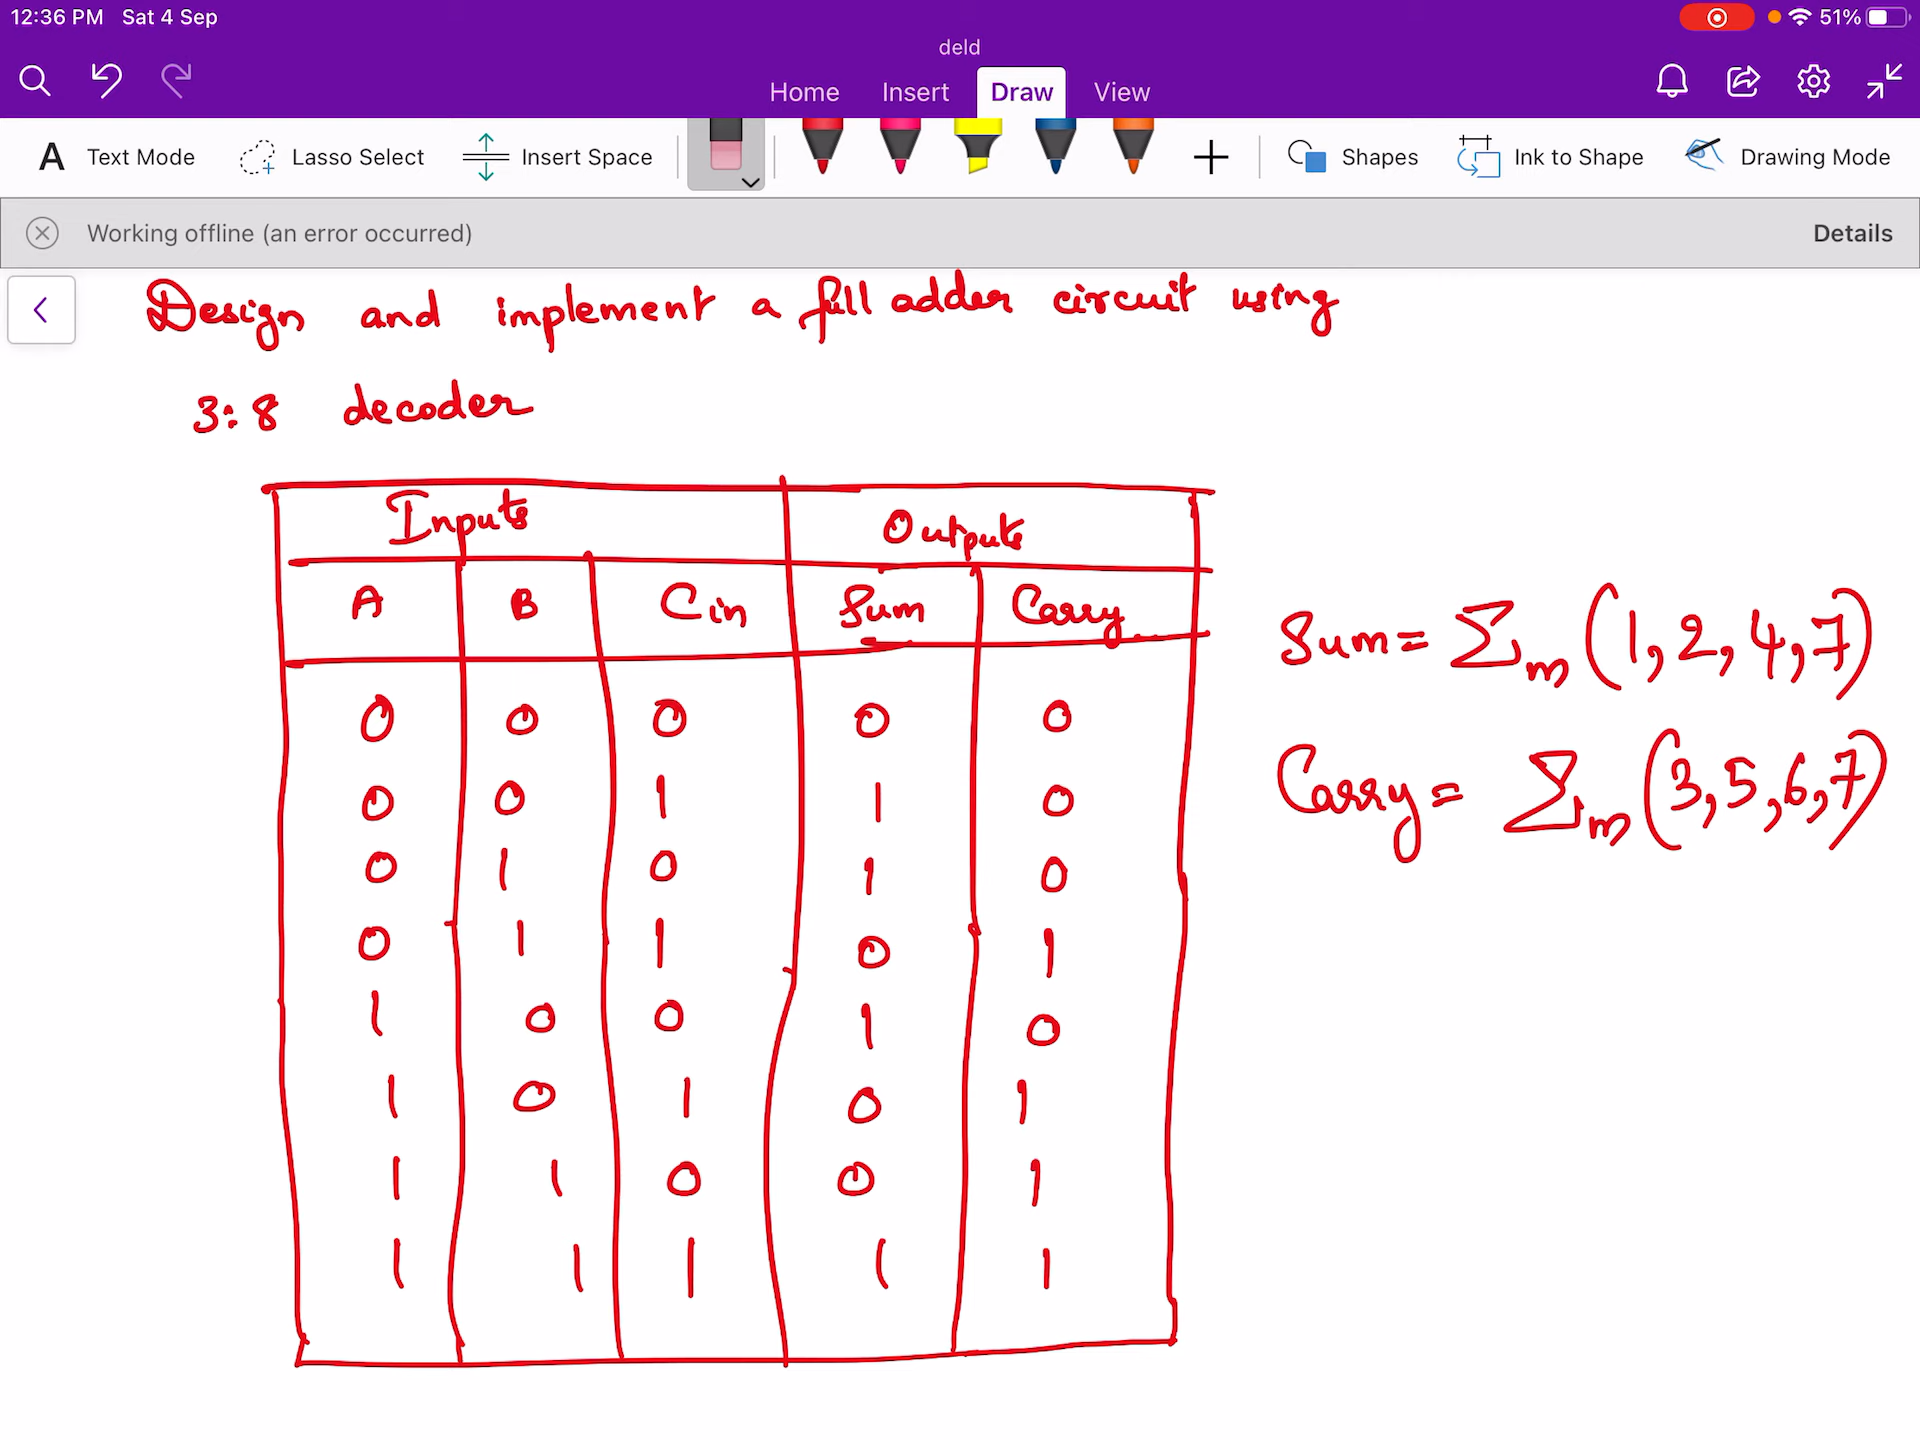 12:36 PM Sat 4 Sep
51%
deld
Home Insert Draw View
A Text Mode Lasso Select Insert Space Shapes Ink to Shape Drawing Mode
Working offline (an error occurred) Details
Design and implement a full adder circuit using
3:8 decoder
Inputs Outputs
A B Cin Sum Carry
0 0 0 0 0
0 0 1 1 0
0 1 0 1 0
0 1 1 0 1
1 0 0 1 0
1 0 1 0 1
1 1 0 0 1
1 1 1 1 1
Sum = Σm (1,2,4,7)
Carry = Σm (3,5,6,7)